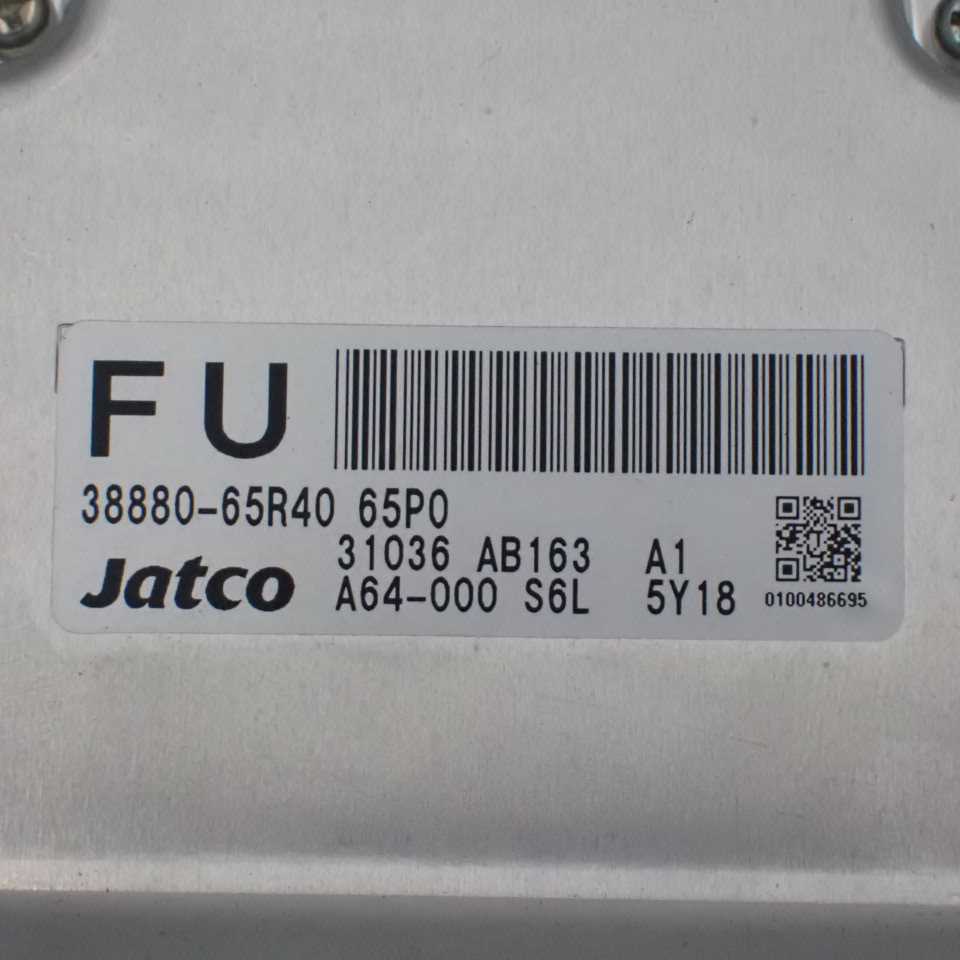 FU
38880-65R40 65P0
31036 AB163 A1
Jatco A64-000 S6L 5Y18
0100486695